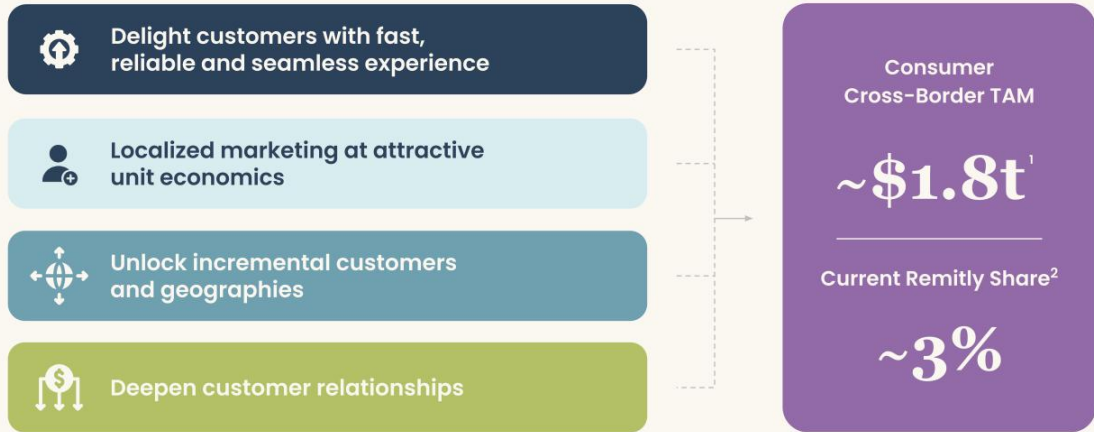 Delight customers with fast,
reliable and seamless experience
Localized marketing at attractive
unit economics
Unlock incremental customers
and geographies
$
Deepen customer relationships
Consumer
Cross-Border TAM
~$1.8t¹
Current Remitly Share²
~3%